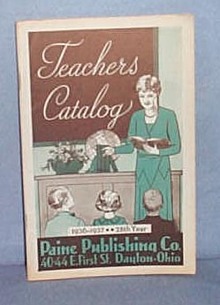 Teachers
Catalog
1936-1937 • • 28th Year
Paine Publishing Co.
40-44 E. First St. Dayton-Ohio